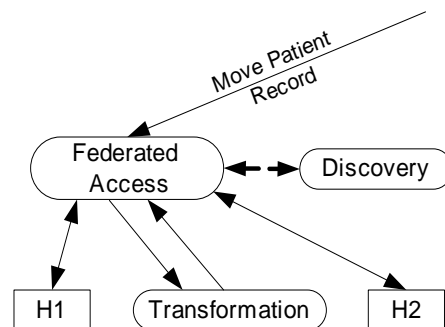 Move Patient
Record
Federated
Access
Discovery
H1
Transformation
H2